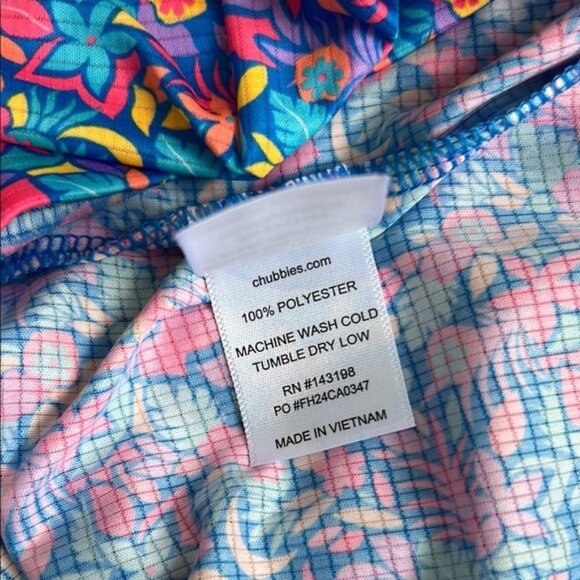 chubbies.com
100% POLYESTER
MACHINE WASH COLD
TUMBLE DRY LOW
RN #143198
PO #FH24CA0347
MADE IN VIETNAM